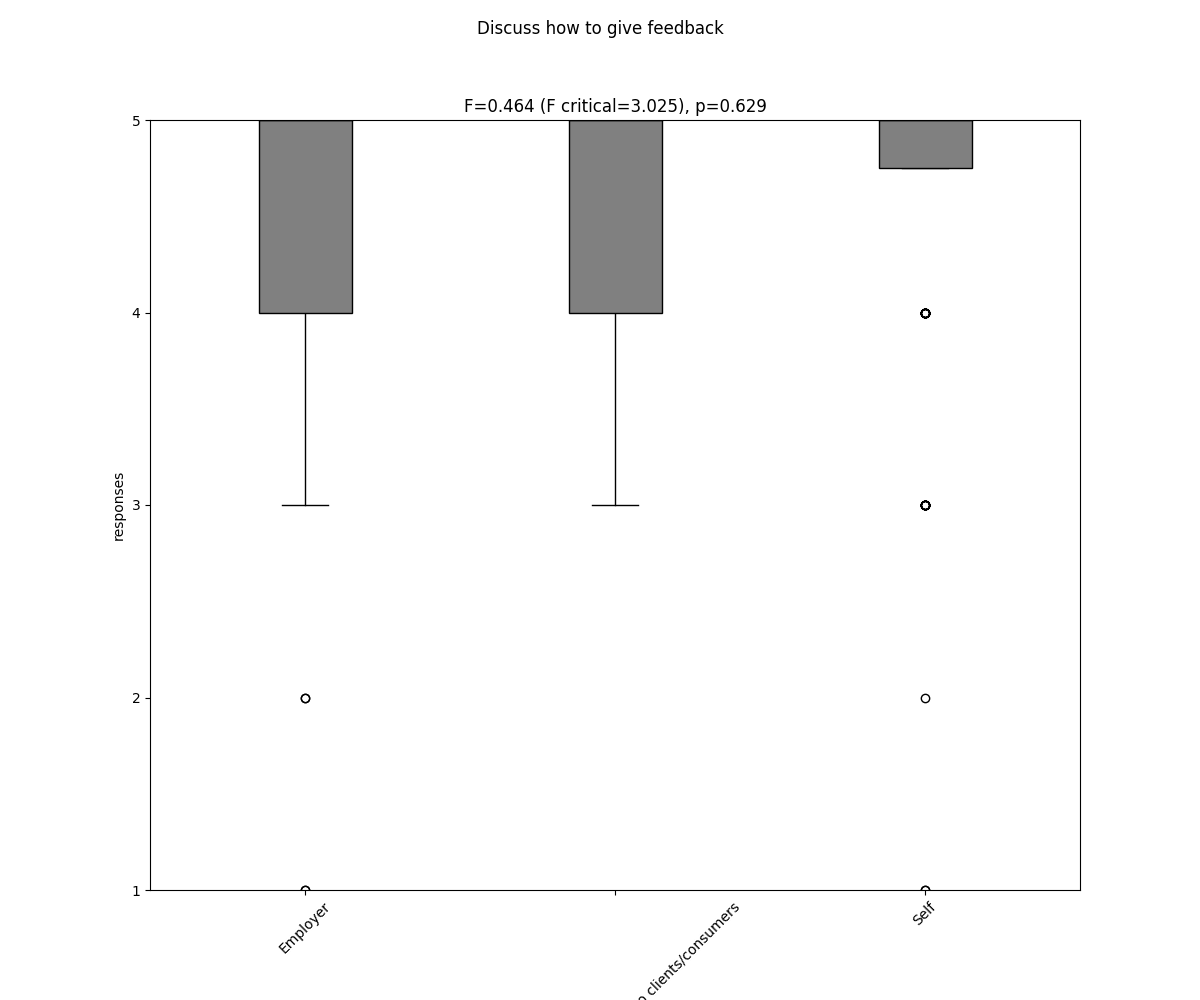 Discuss how to give feedback
F=0.464 (F critical=3.025), p=0.629
5
4
3
2
1
responses
Employer
clients/consumers
Self